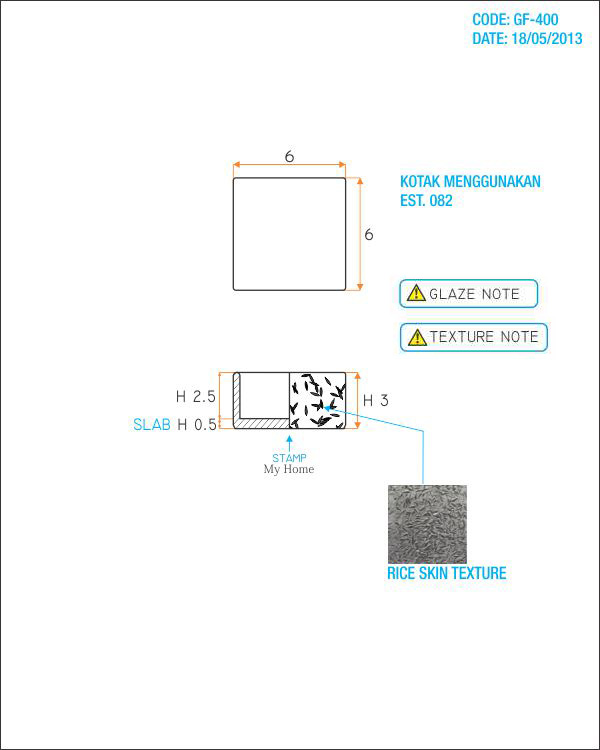 CODE: GF-400
DATE: 18/05/2013
6
KOTAK MENGGUNAKAN
EST. 082
6
GLAZE NOTE
TEXTURE NOTE
H 2.5
H 3
SLAB H 0.5
STAMP
My Home
RICE SKIN TEXTURE